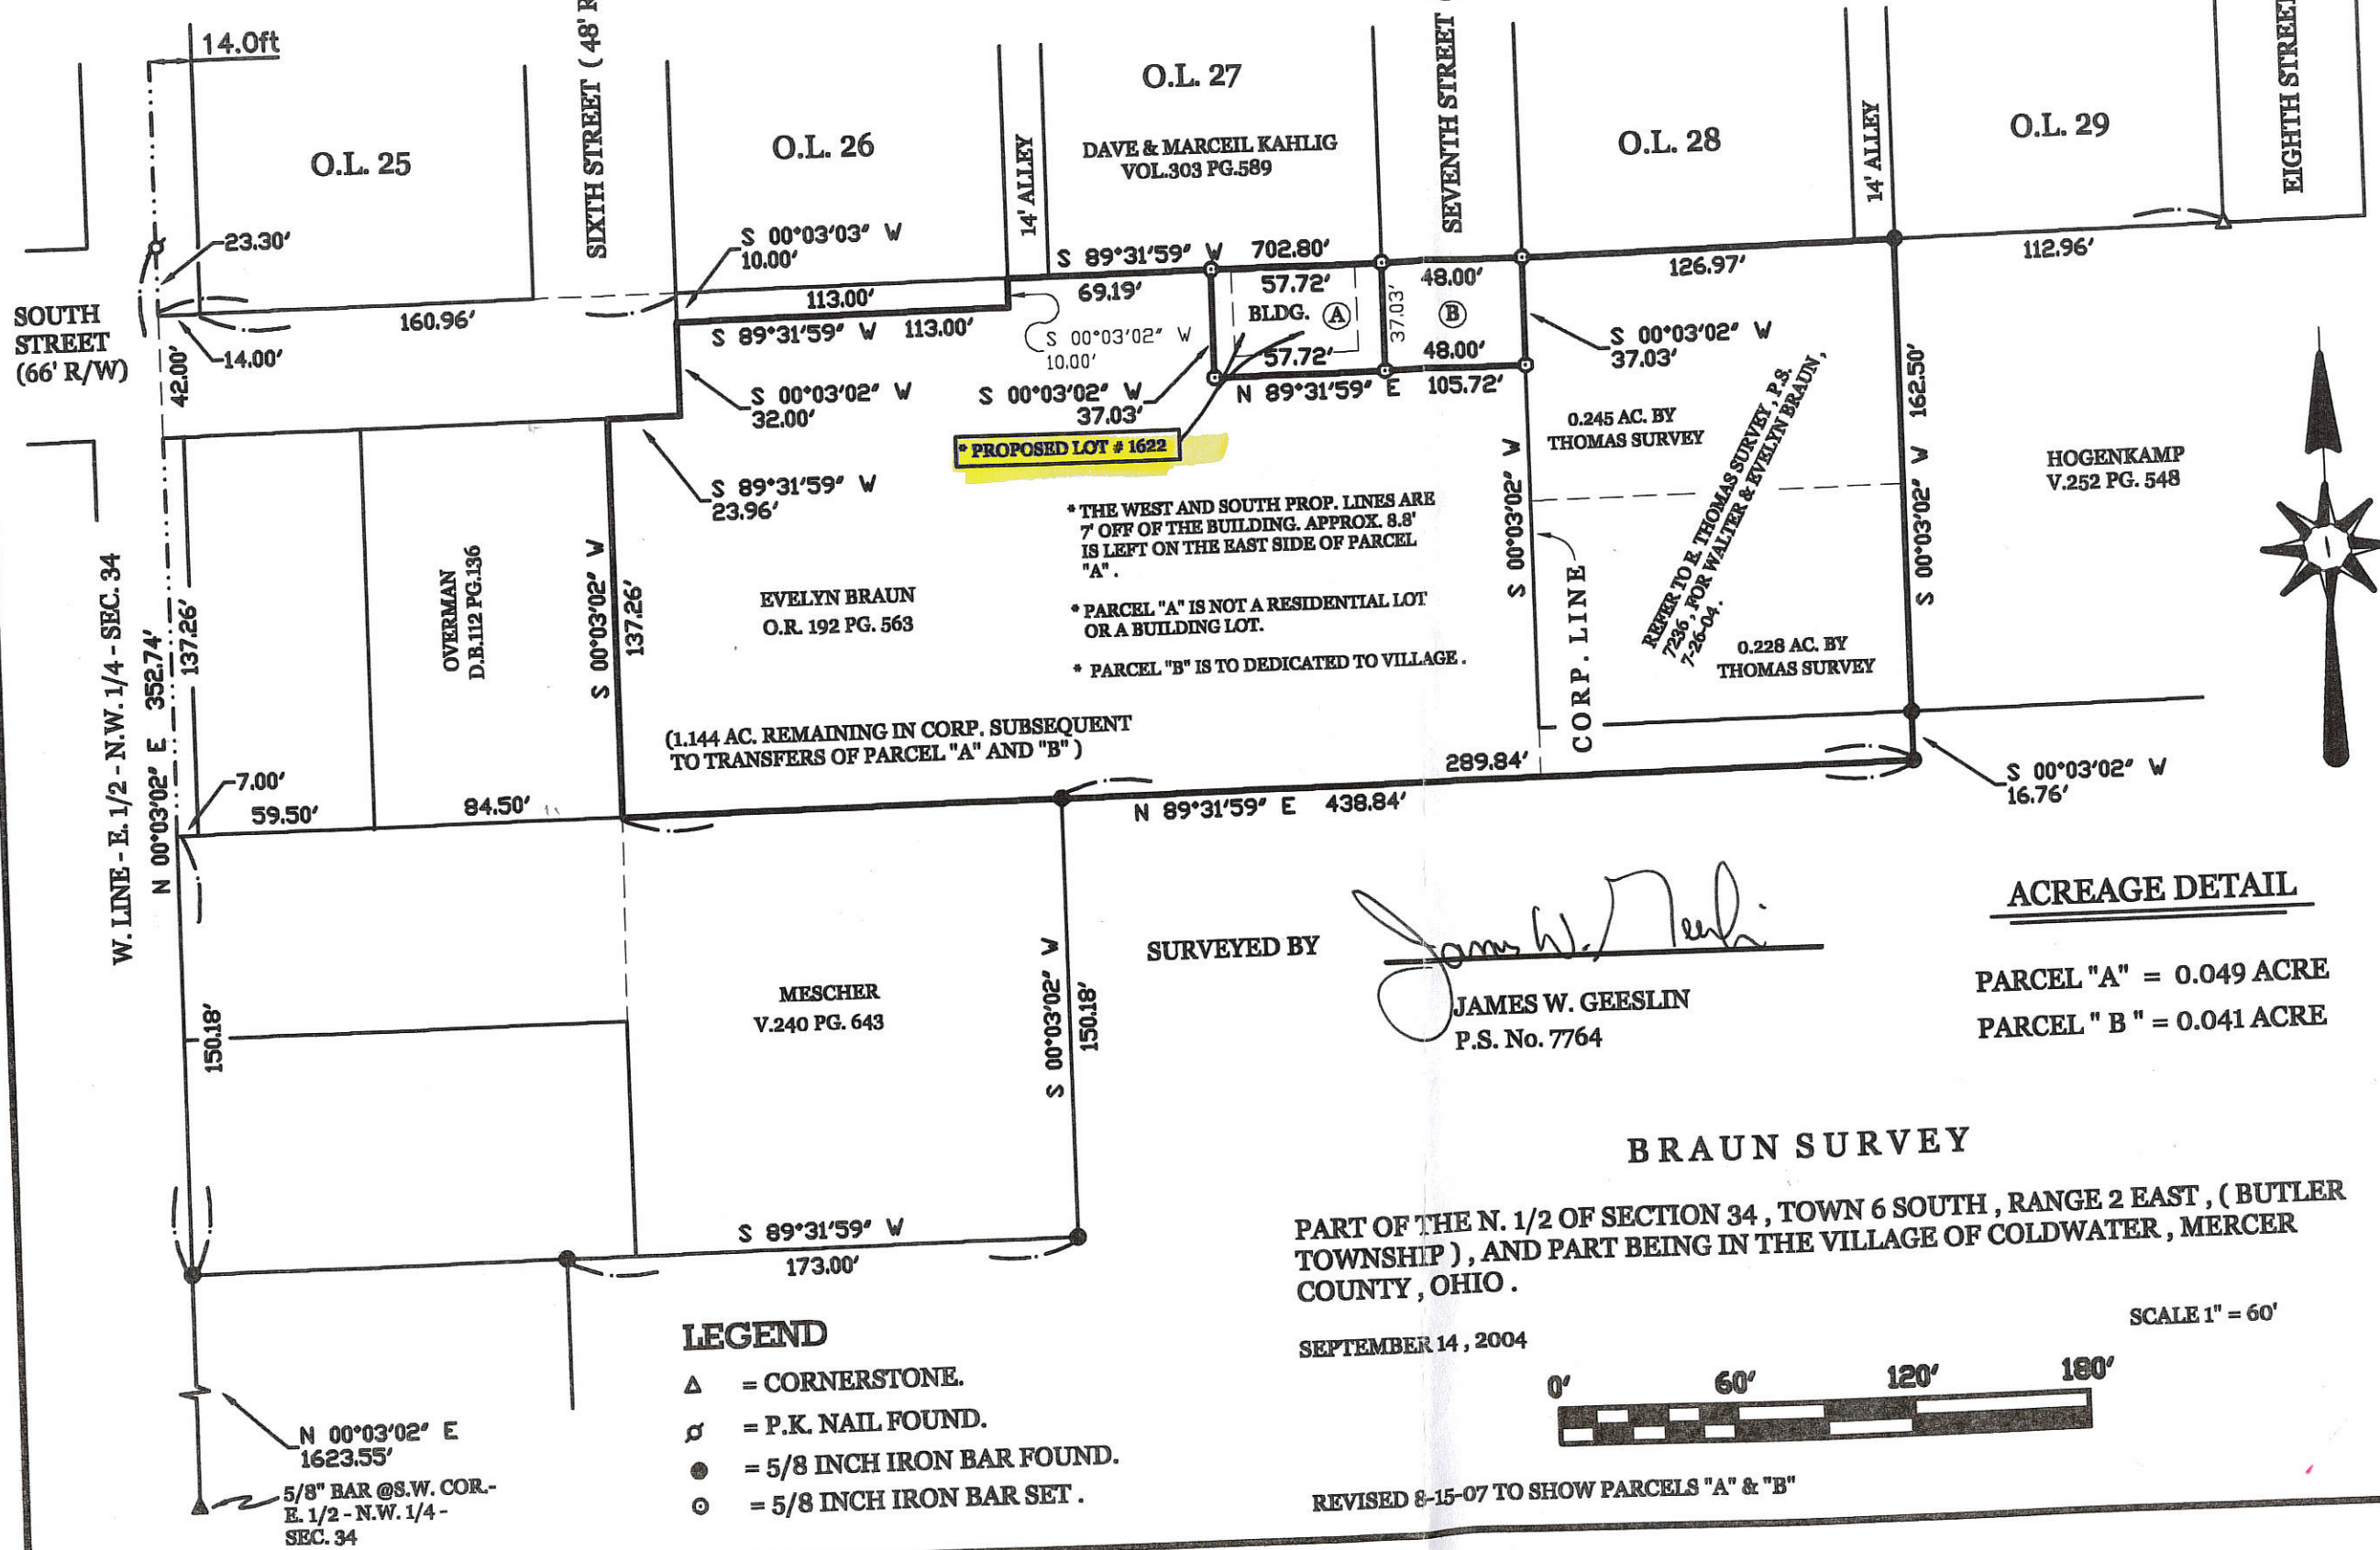 14.0ft
SIXTH STREET ( 48' R
SEVENTH STREET (
EIGHTH STREET
O.L. 25
O.L. 26
14' ALLEY
O.L. 27
DAVE & MARCEIL KAHLIG
VOL.303 PG.589
O.L. 28
14' ALLEY
O.L. 29
23.30'
S 00°03'03" W
10.00'
S 89°31'59" W 702.80'
126.97'
112.96'
SOUTH
STREET
(66' R/W)
42.00'
14.00'
160.96'
113.00'
S 89°31'59" W 113.00'
69.19'
S 00°03'02" W
10.00'
57.72'
BLDG. A
57.72'
37.03'
48.00'
B
48.00'
S 00°03'02" W
37.03'
S 00°03'02" W
32.00'
S 00°03'02" W
37.03'
N 89°31'59" E 105.72'
* PROPOSED LOT # 1622
S 89°31'59" W
23.96'
0.245 AC. BY
THOMAS SURVEY
REFER TO E. THOMAS SURVEY, P.S.
7236, FOR WALTER & EVELYN BRAUN,
7-26-04.
162.50'
S 00°03'02" W
HOGENKAMP
V.252 PG. 548
W. LINE - E. 1/2 - N.W. 1/4 - SEC. 34
N 00°03'02" E 352.74'
137.26'
OVERMAN
D.B.112 PG.136
S 00°03'02" W
137.26'
EVELYN BRAUN
O.R. 192 PG. 563
* THE WEST AND SOUTH PROP. LINES ARE
7' OFF OF THE BUILDING. APPROX. 8.8'
IS LEFT ON THE EAST SIDE OF PARCEL
"A" .
* PARCEL "A" IS NOT A RESIDENTIAL LOT
OR A BUILDING LOT.
* PARCEL "B" IS TO DEDICATED TO VILLAGE .
S 00°03'02" W
CORP. LINE
0.228 AC. BY
THOMAS SURVEY
(1.144 AC. REMAINING IN CORP. SUBSEQUENT
TO TRANSFERS OF PARCEL "A" AND "B" )
7.00'
59.50'
84.50'
289.84'
N 89°31'59" E 438.84'
S 00°03'02" W
16.76'
150.18'
MESCHER
V.240 PG. 643
S 00°03'02" W
150.18'
SURVEYED BY
James W. Geeslin
JAMES W. GEESLIN
P.S. No. 7764
ACREAGE DETAIL
PARCEL "A" = 0.049 ACRE
PARCEL " B " = 0.041 ACRE
S 89°31'59" W
173.00'
BRAUN SURVEY
PART OF THE N. 1/2 OF SECTION 34 , TOWN 6 SOUTH , RANGE 2 EAST , ( BUTLER
TOWNSHIP ) , AND PART BEING IN THE VILLAGE OF COLDWATER , MERCER
COUNTY , OHIO .
SCALE 1" = 60'
SEPTEMBER 14 , 2004
0' 60' 120' 180'
REVISED 8-15-07 TO SHOW PARCELS "A" & "B"
LEGEND
= CORNERSTONE.
= P.K. NAIL FOUND.
= 5/8 INCH IRON BAR FOUND.
= 5/8 INCH IRON BAR SET .
N 00°03'02" E
1623.55'
5/8" BAR @S.W. COR.-
E. 1/2 - N.W. 1/4 -
SEC. 34